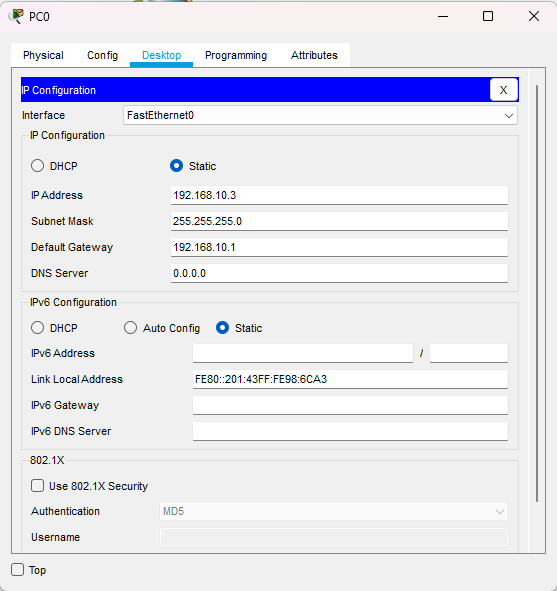 PC0
Physical Config Desktop Programming Attributes
IP Configuration X
Interface FastEthernet0
IP Configuration
DHCP Static
IP Address 192.168.10.3
Subnet Mask 255.255.255.0
Default Gateway 192.168.10.1
DNS Server 0.0.0.0
IPv6 Configuration
DHCP Auto Config Static
IPv6 Address /
Link Local Address FE80::201:43FF:FE98:6CA3
IPv6 Gateway
IPv6 DNS Server
802.1X
Use 802.1X Security
Authentication MD5
Username
Top